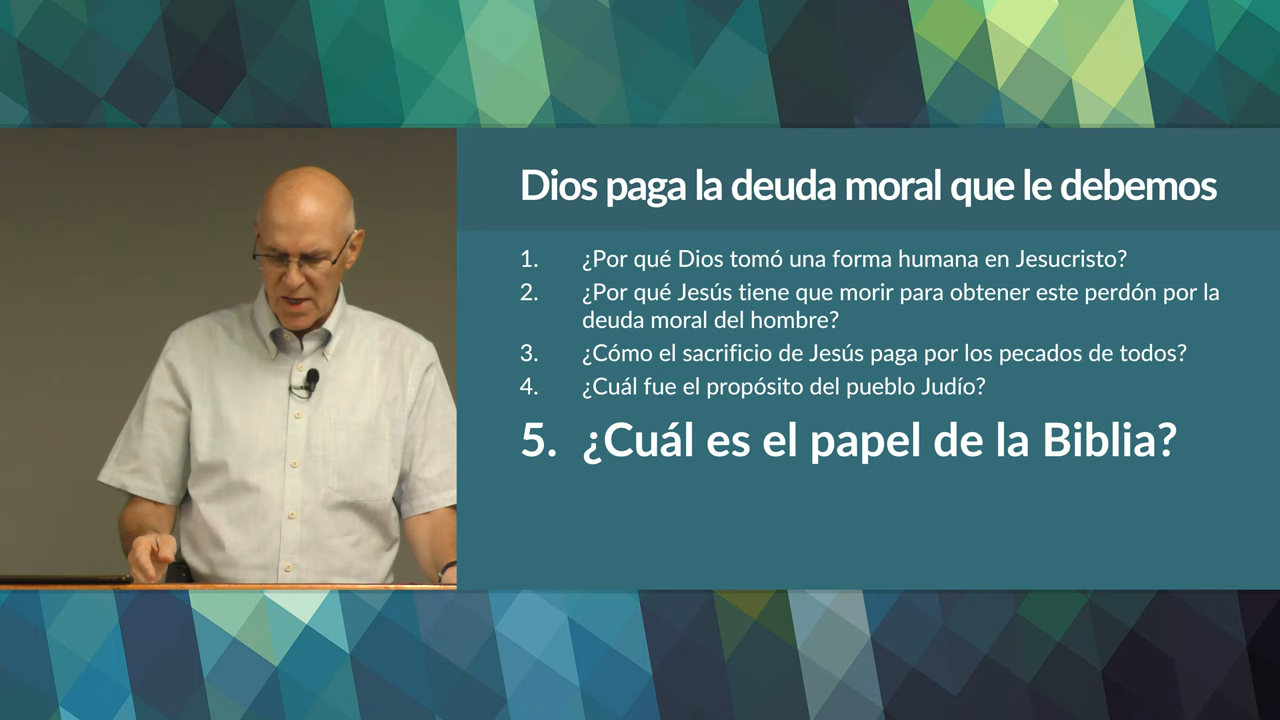 Dios paga la deuda moral que le debemos
1. ¿Por qué Dios tomó una forma humana en Jesucristo?
2. ¿Por qué Jesús tiene que morir para obtener este perdón por la
deuda moral del hombre?
3. ¿Cómo el sacrificio de Jesús paga por los pecados de todos?
4. ¿Cuál fue el propósito del pueblo Judío?
5. ¿Cuál es el papel de la Biblia?